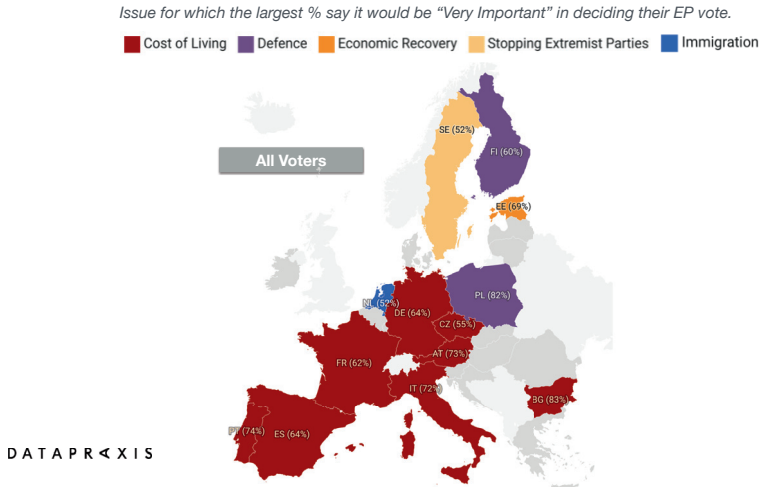 Issue for which the largest % say it would be “Very Important” in deciding their EP vote.
Cost of Living Defence Economic Recovery Stopping Extremist Parties Immigration
All Voters
SE (52%)
FI (60%)
EE (69%)
NL (52%)
PL (82%)
DE (64%)
CZ (55%)
AT (73%)
FR (62%)
IT (72%)
BG (83%)
PT (74%)
ES (64%)
DATAPRAXIS